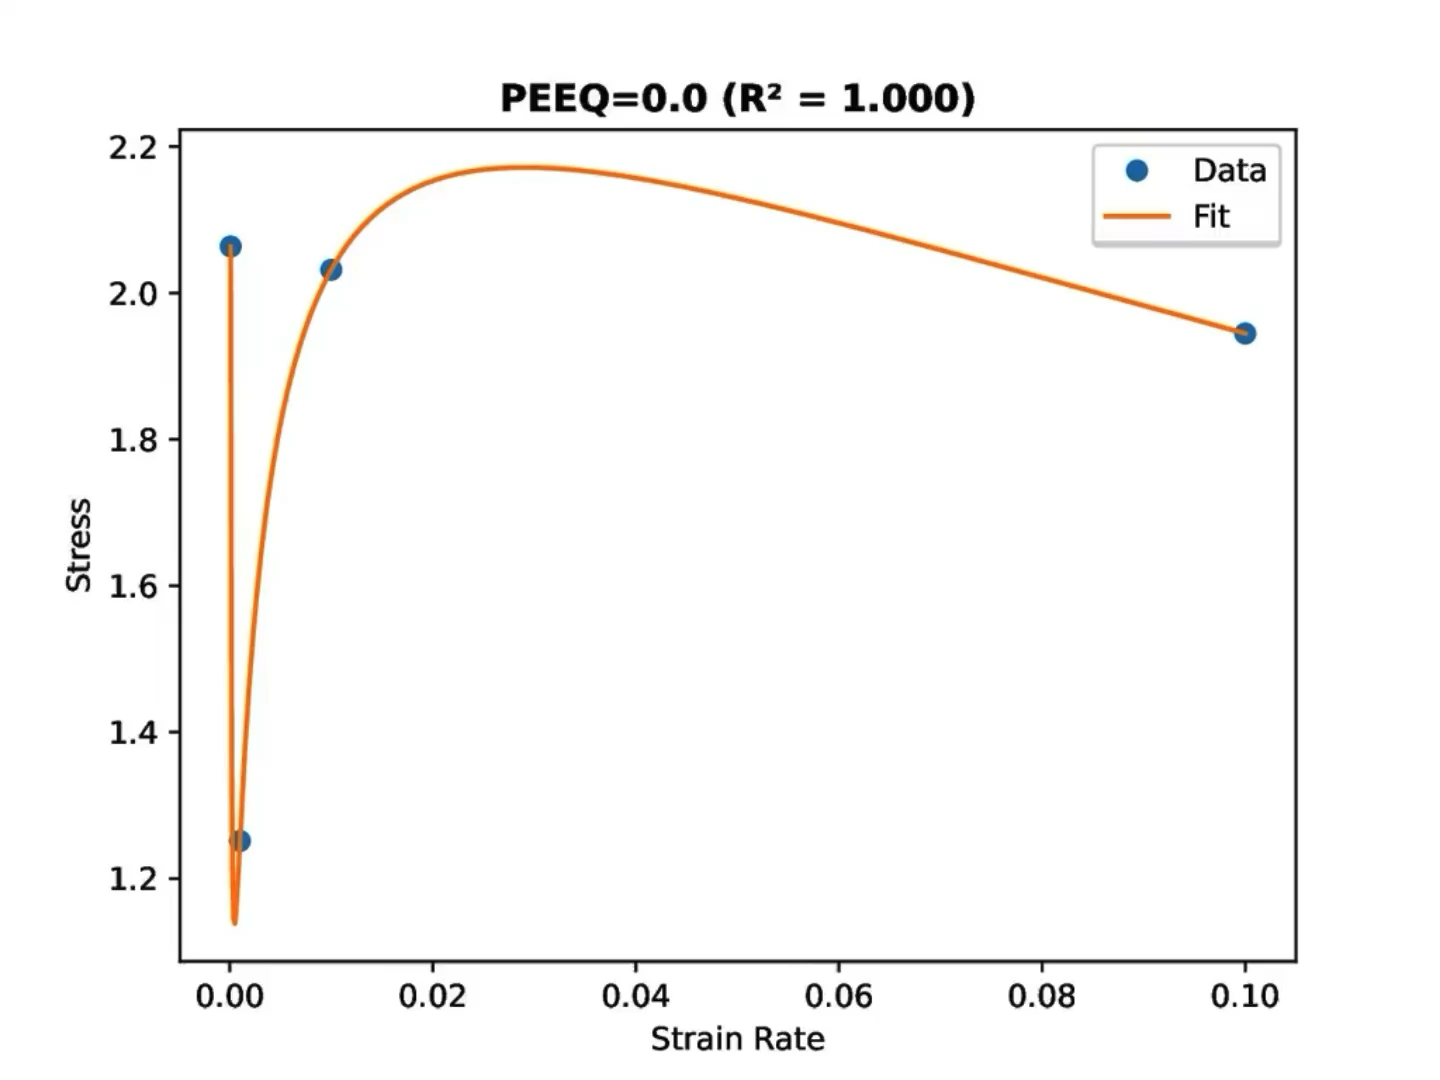 PEEQ=0.0 (R² = 1.000)
Data
Fit
2.2
2.0
1.8
1.6
1.4
1.2
Stress
0.00 0.02 0.04 0.06 0.08 0.10
Strain Rate